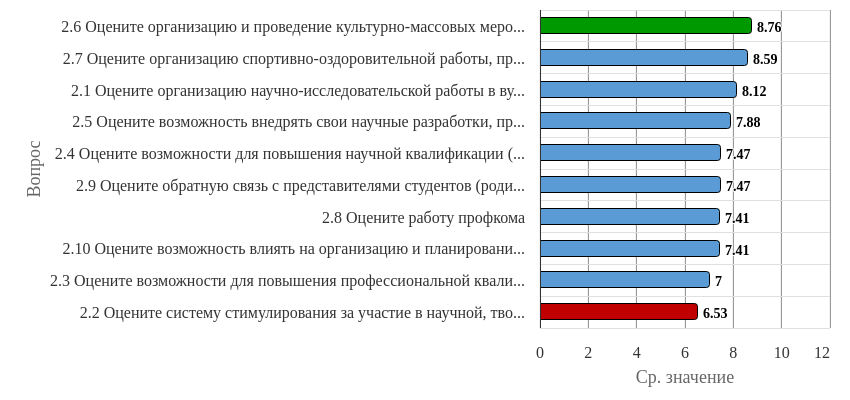 2.6 Оцените организацию и проведение культурно-массовых меро... 8.76
2.7 Оцените организацию спортивно-оздоровительной работы, пр... 8.59
2.1 Оцените организацию научно-исследовательской работы в ву... 8.12
2.5 Оцените возможность внедрять свои научные разработки, пр... 7.88
2.4 Оцените возможности для повышения научной квалификации (... 7.47
2.9 Оцените обратную связь с представителями студентов (роди... 7.47
2.8 Оцените работу профкома 7.41
2.10 Оцените возможность влиять на организацию и планировани... 7.41
2.3 Оцените возможности для повышения профессиональной квали... 7
2.2 Оцените систему стимулирования за участие в научной, тво... 6.53
Вопрос
0 2 4 6 8 10 12
Ср. значение